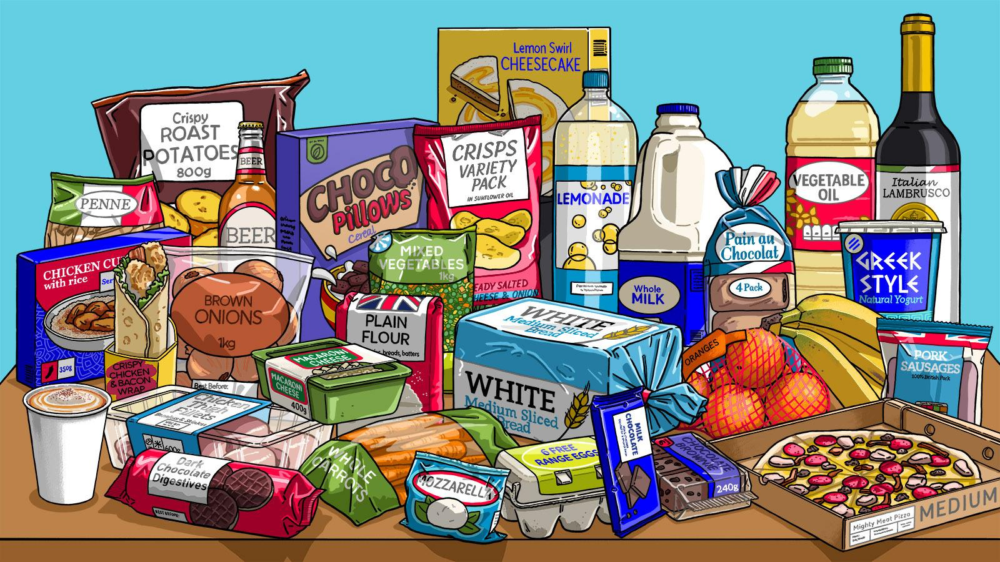 Lemon Swirl
CHEESECAKE
Crispy
ROAST
POTATOES
800g
BEER
BEER
PENNE
CHOCO
Pillows
Cereal
CRISPS
VARIETY
PACK
IN SUNFLOWER OIL
EADY SALTED
HEESE & ONION
LEMONADE
Whole
MILK
Pain au
Chocolat
4 Pack
VEGETABLE
OIL
Italian
LAMBRUSCO
GREEK
STYLE
Natural Yogurt
CHICKEN CU
with rice
Ser
350g
CRISPY
CHICKEN
& BACON
WRAP
BROWN
ONIONS
1kg
Best Before:
MIXED
VEGETABLES
1kg
PLAIN
FLOUR
, breads, batters
MACARONI
CHEESE
MACARONI
CHEESE
400g
WHITE
Medium Sliced
Bread
WHITE
Medium Sliced
Bread
ORANGES
PORK
SAUSAGES
100% British Pork
Chicken
Thigh
Fillets
Boneless & Skinless
600g
Dark
Chocolate
Digestives
BEST BEFORE:
WHOLE
CARROTS
MOZZARELLA
6 FREE
RANGE EGGS
MILK
CHOCOLATE
CHOCOLATE
BROWNIE
240g
Mighty Meat Pizza
MEDIUM